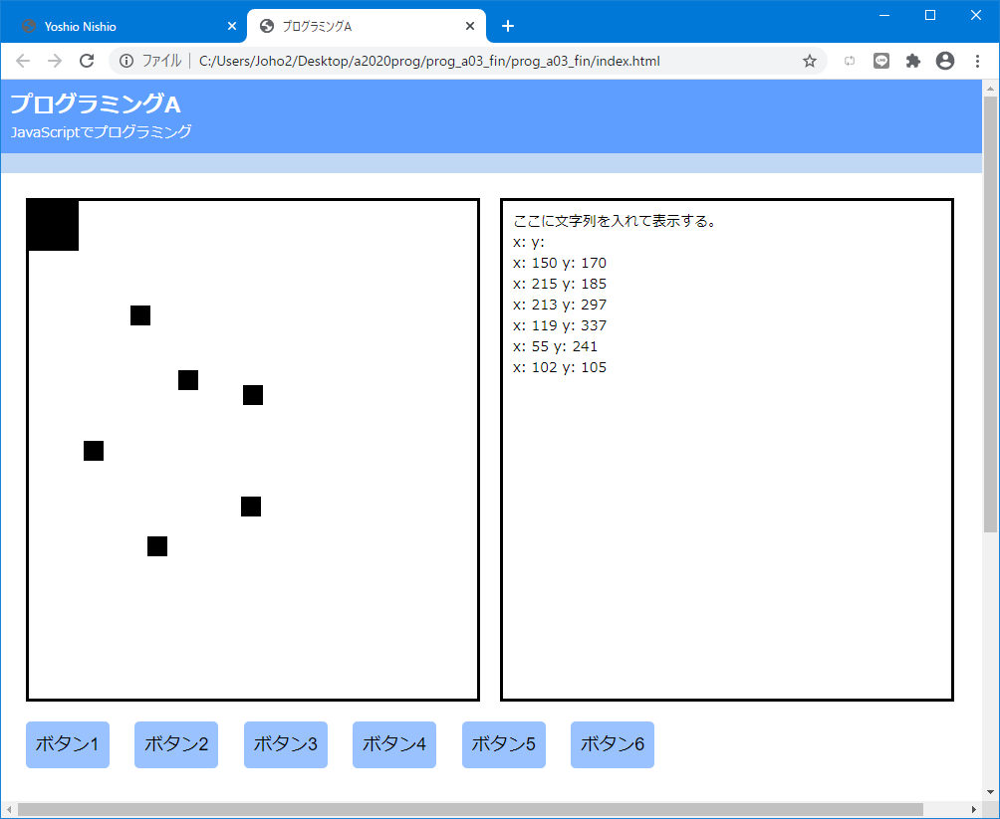 Yoshio Nishio
プログラミングA
ファイル
C:/Users/Joho2/Desktop/a2020prog/prog_a03_fin/prog_a03_fin/index.html
プログラミングA
JavaScriptでプログラミング
ここに文字列を入れて表示する。
x: y:
x: 150 y: 170
x: 215 y: 185
x: 213 y: 297
x: 119 y: 337
x: 55 y: 241
x: 102 y: 105
ボタン1
ボタン2
ボタン3
ボタン4
ボタン5
ボタン6